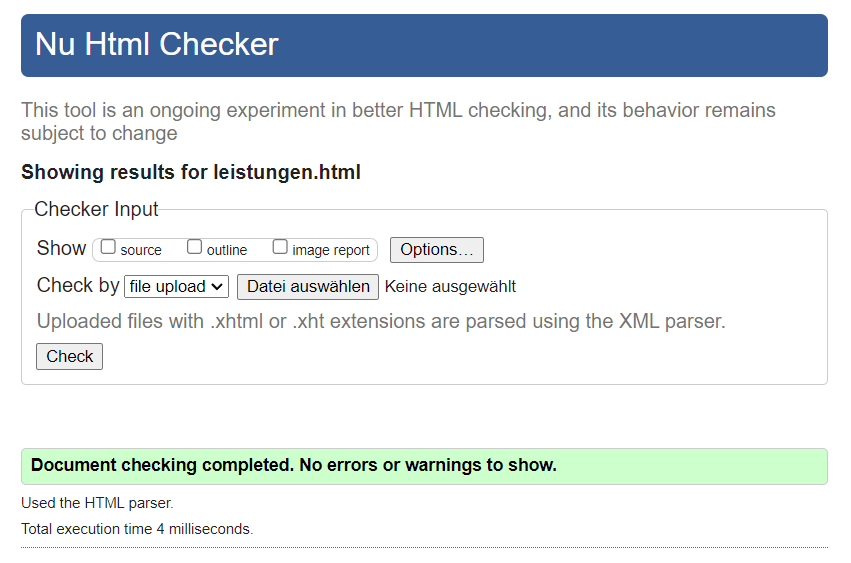 Nu Html Checker
This tool is an ongoing experiment in better HTML checking, and its behavior remains
subject to change
Showing results for leistungen.html
Checker Input
Show source outline image report Options...
Check by file upload Datei auswählen Keine ausgewählt
Uploaded files with .xhtml or .xht extensions are parsed using the XML parser.
Check
Document checking completed. No errors or warnings to show.
Used the HTML parser.
Total execution time 4 milliseconds.